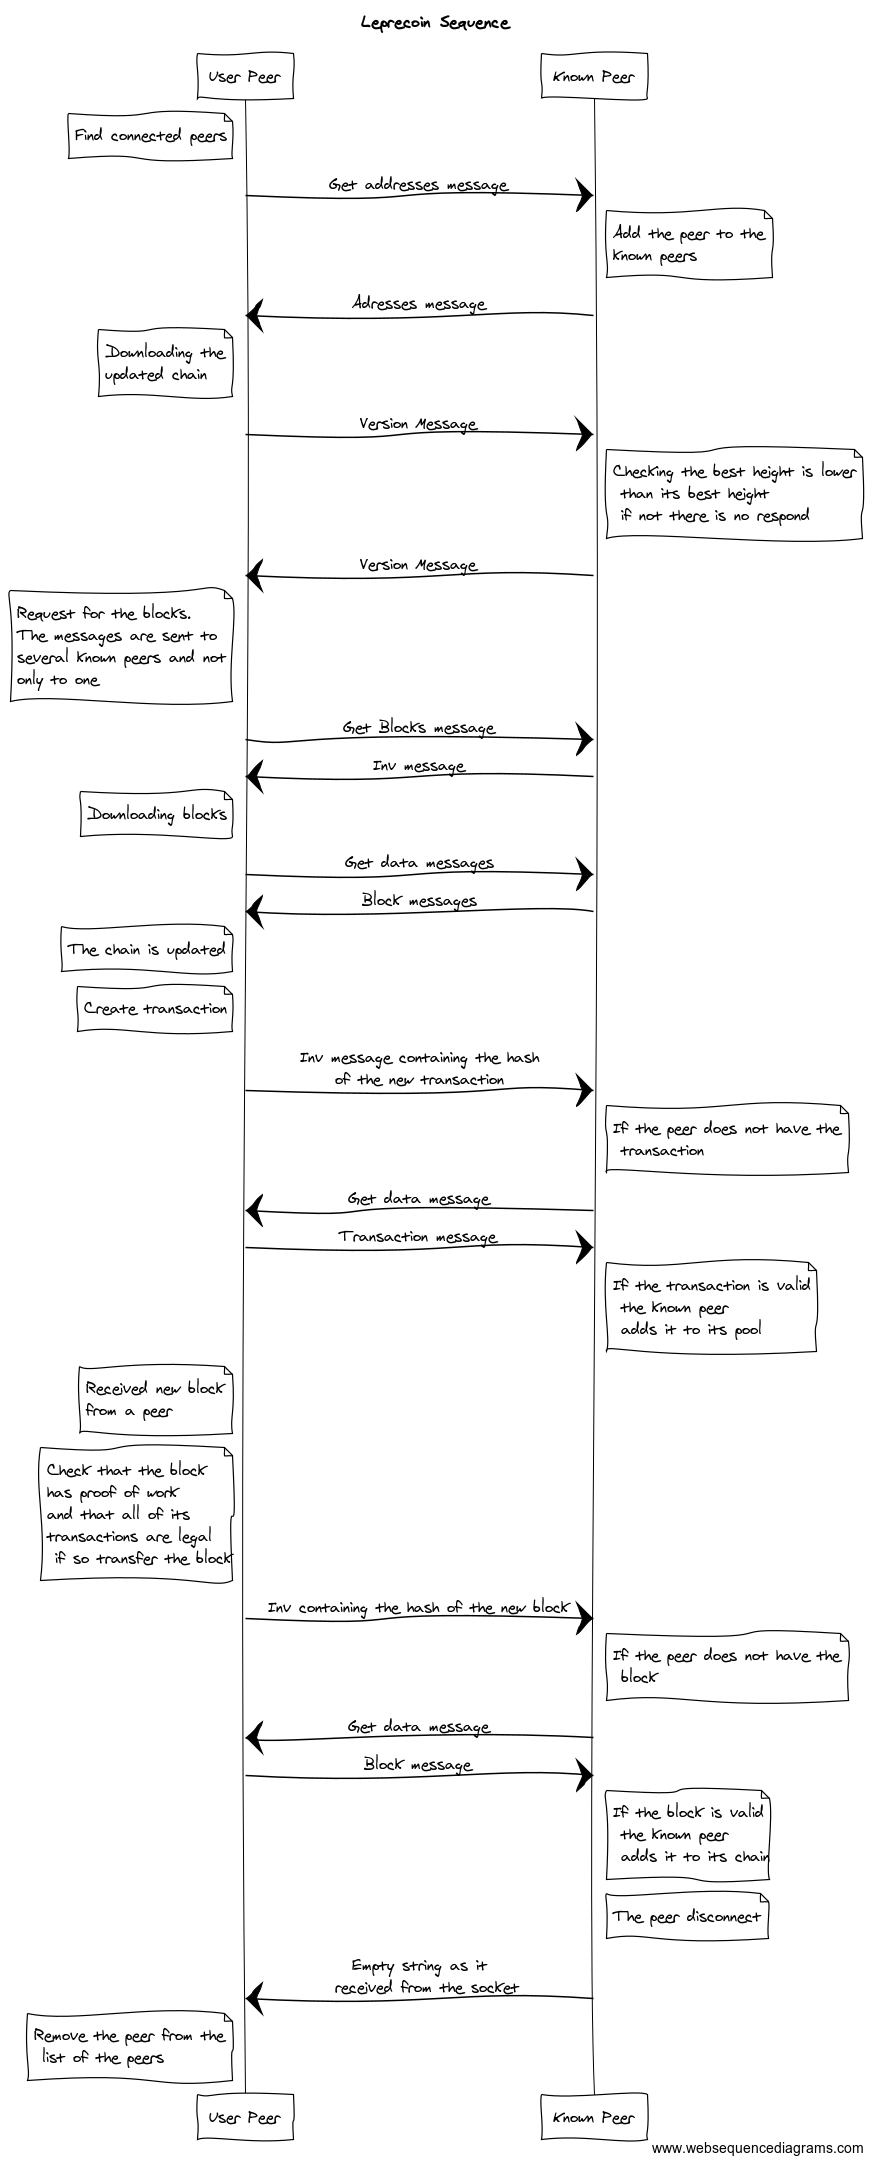 Leprecoin Sequence
User Peer
Known Peer
Find connected peers
Get addresses message
Add the peer to the
known peers
Adresses message
Downloading the
updated chain
Version Message
Checking the best height is lower
than its best height
if not there is no respond
Version Message
Request for the blocks.
The messages are sent to
several known peers and not
only to one
Get Blocks message
Inv message
Downloading blocks
Get data messages
Block messages
The chain is updated
Create transaction
Inv message containing the hash
of the new transaction
If the peer does not have the
transaction
Get data message
Transaction message
If the transaction is valid
the known peer
adds it to its pool
Received new block
from a peer
Check that the block
has proof of work
and that all of its
transactions are legal
if so transfer the block
Inv containing the hash of the new block
If the peer does not have the
block
Get data message
Block message
If the block is valid
the known peer
adds it to its chain
The peer disconnect
Empty string as it
received from the socket
Remove the peer from the
list of the peers
User Peer
Known Peer
www.websequencediagrams.com